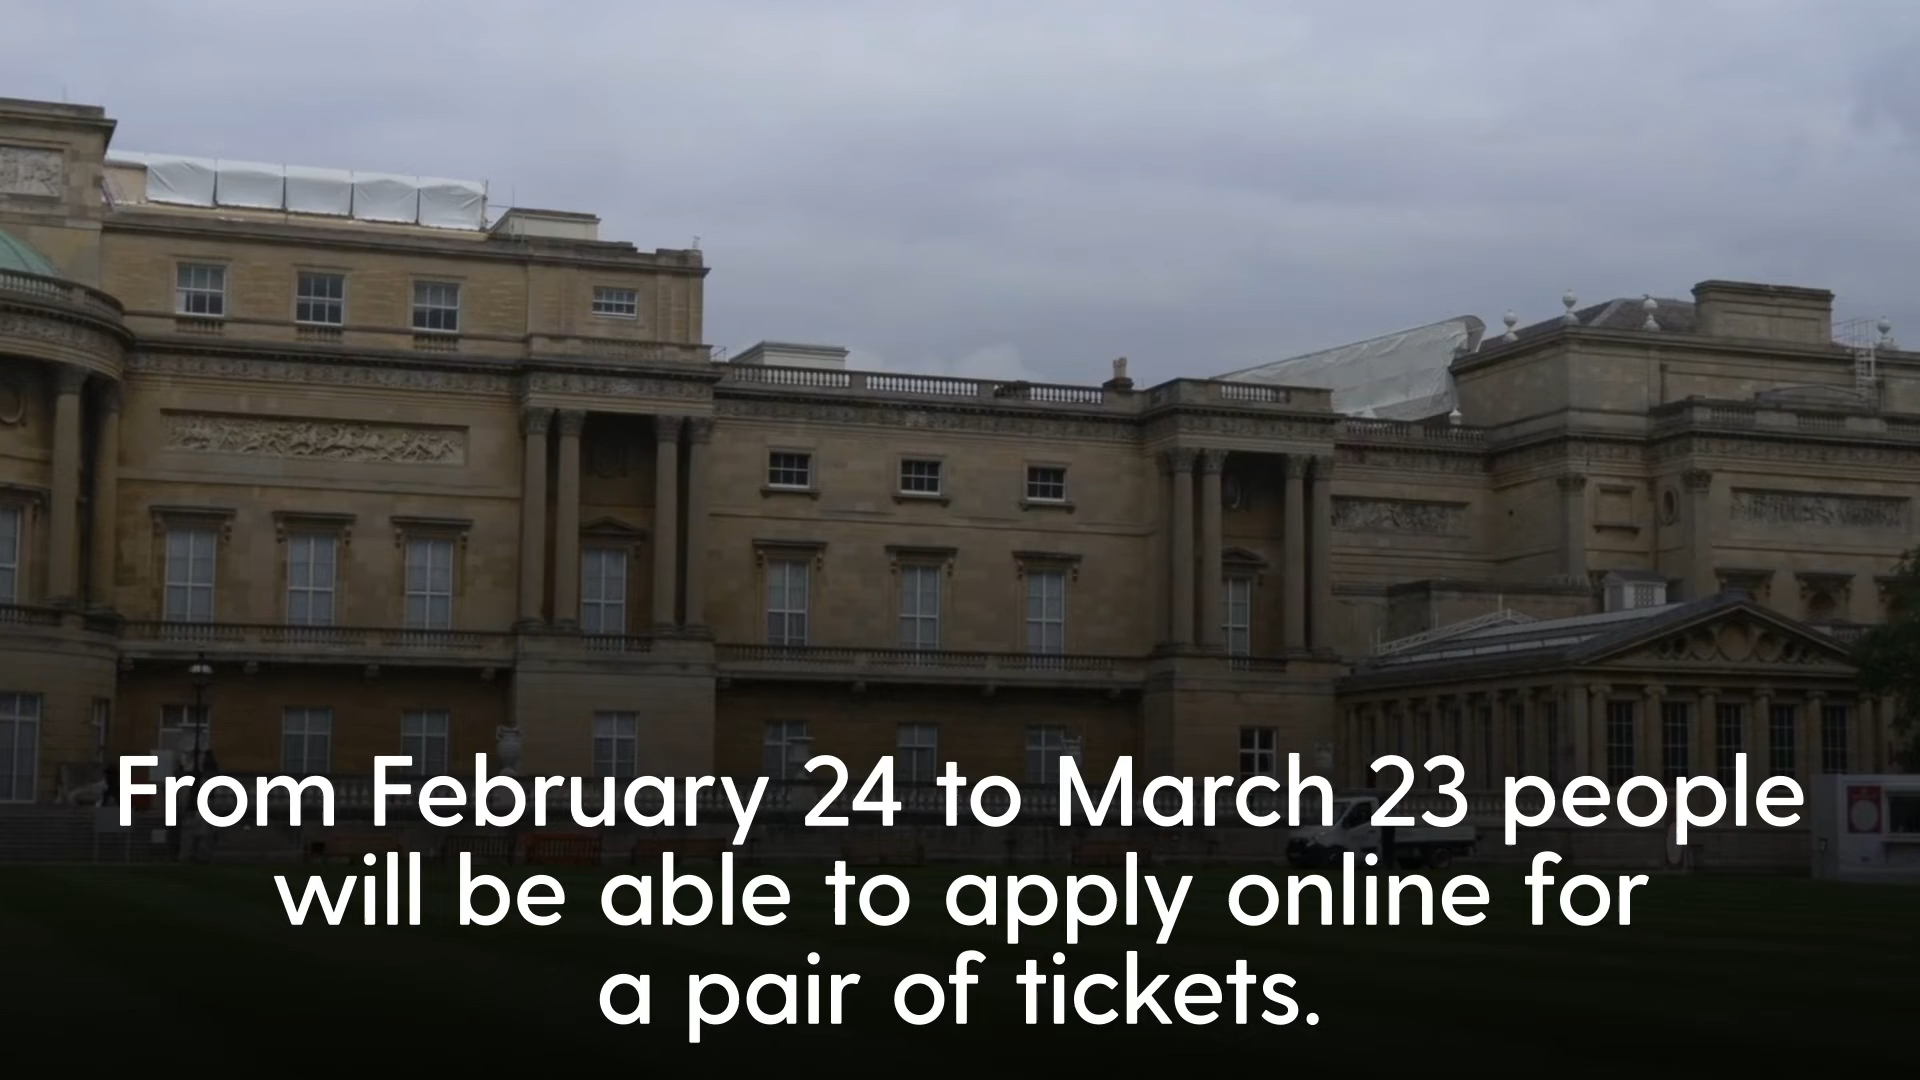 From February 24 to March 23 people
will be able to apply online for
a pair of tickets.